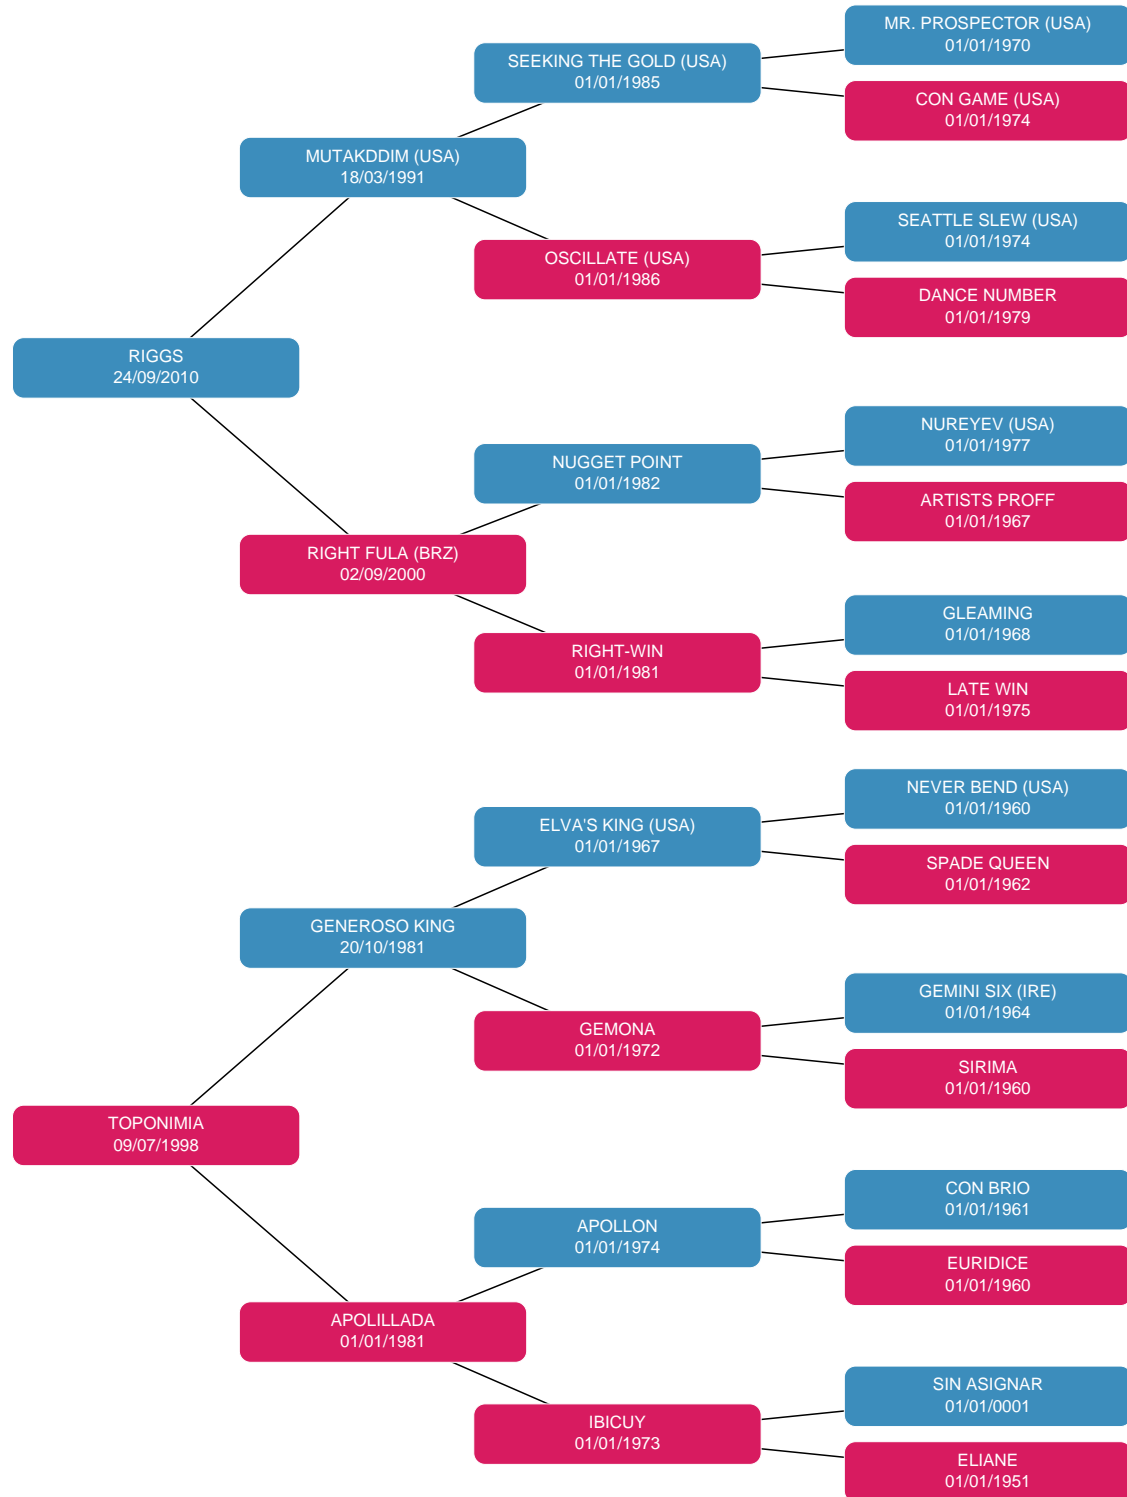 MR. PROSPECTOR (USA)
01/01/1970
SEEKING THE GOLD (USA)
01/01/1985
CON GAME (USA)
01/01/1974
MUTAKDDIM (USA)
18/03/1991
SEATTLE SLEW (USA)
01/01/1974
OSCILLATE (USA)
01/01/1986
DANCE NUMBER
01/01/1979
RIGGS
24/09/2010
NUREYEV (USA)
01/01/1977
NUGGET POINT
01/01/1982
ARTISTS PROFF
01/01/1967
RIGHT FULA (BRZ)
02/09/2000
GLEAMING
01/01/1968
RIGHT-WIN
01/01/1981
LATE WIN
01/01/1975
NEVER BEND (USA)
01/01/1960
ELVA'S KING (USA)
01/01/1967
SPADE QUEEN
01/01/1962
GENEROSO KING
20/10/1981
GEMINI SIX (IRE)
01/01/1964
GEMONA
01/01/1972
SIRIMA
01/01/1960
TOPONIMIA
09/07/1998
CON BRIO
01/01/1961
APOLLON
01/01/1974
EURIDICE
01/01/1960
APOLILLADA
01/01/1981
SIN ASIGNAR
01/01/0001
IBICUY
01/01/1973
ELIANE
01/01/1951